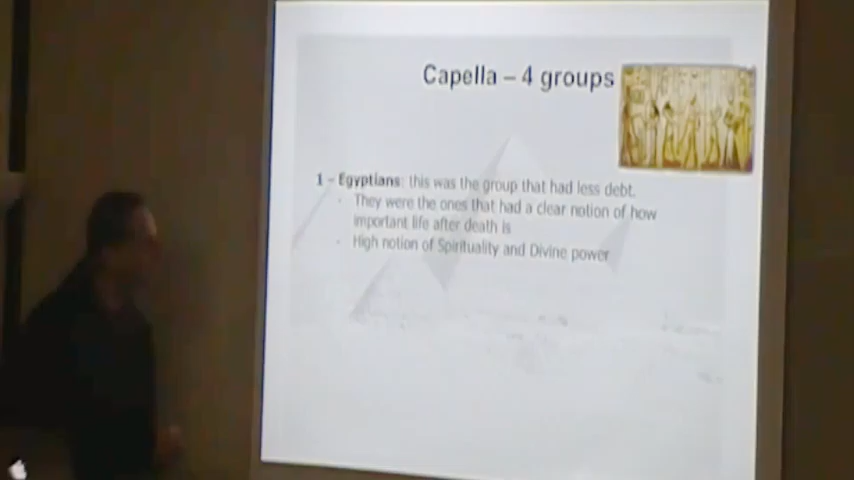 Capella – 4 groups
1 – Egyptians: this was the group that had less debt.
- They were the ones that had a clear notion of how
important life after death is
- High notion of Spirituality and Divine power